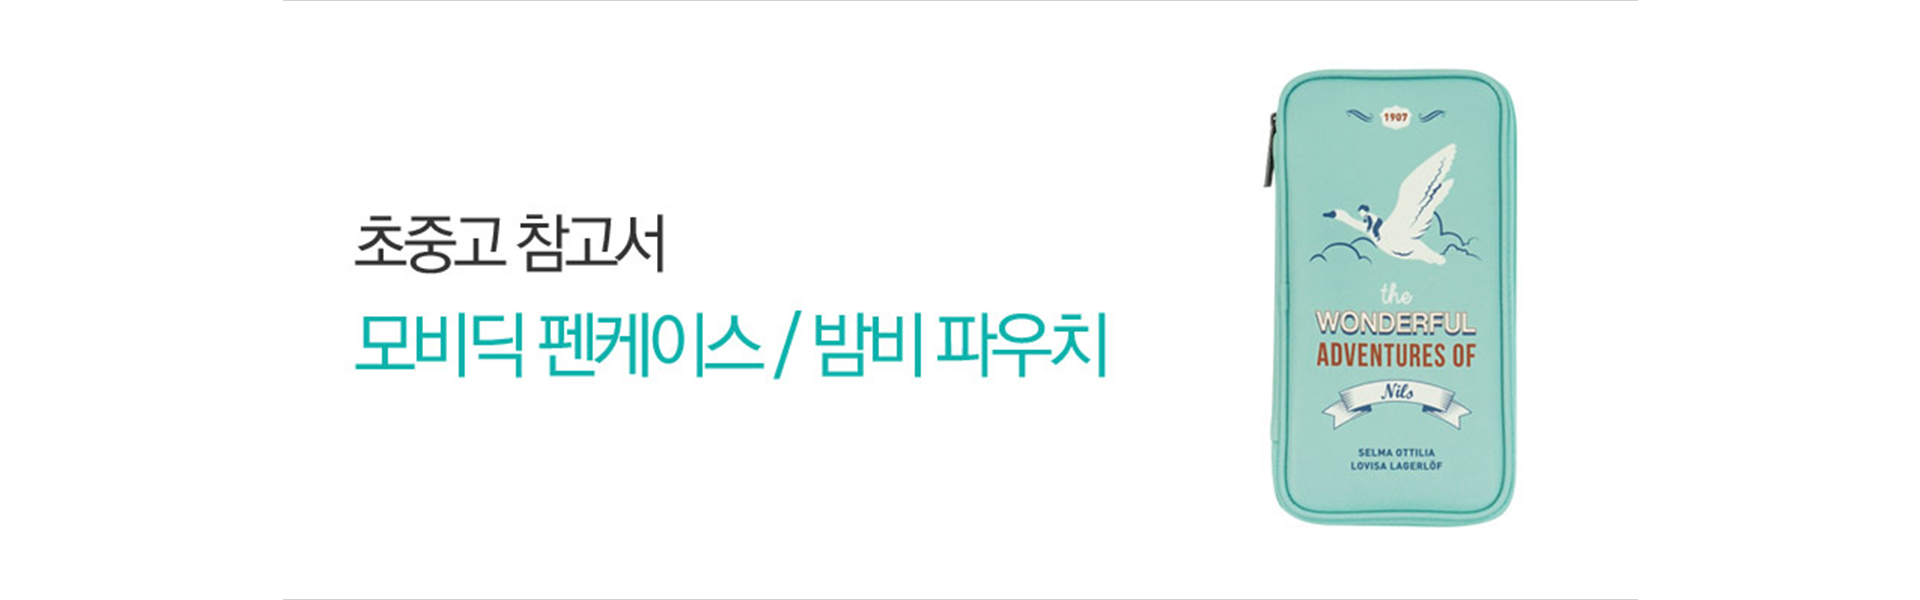 초중고 참고서
모비딕 펜케이스 / 밤비 파우치
1907
the
WONDERFUL
ADVENTURES OF
Nils
SELMA OTTILIA
LOVISA LAGERLÖF